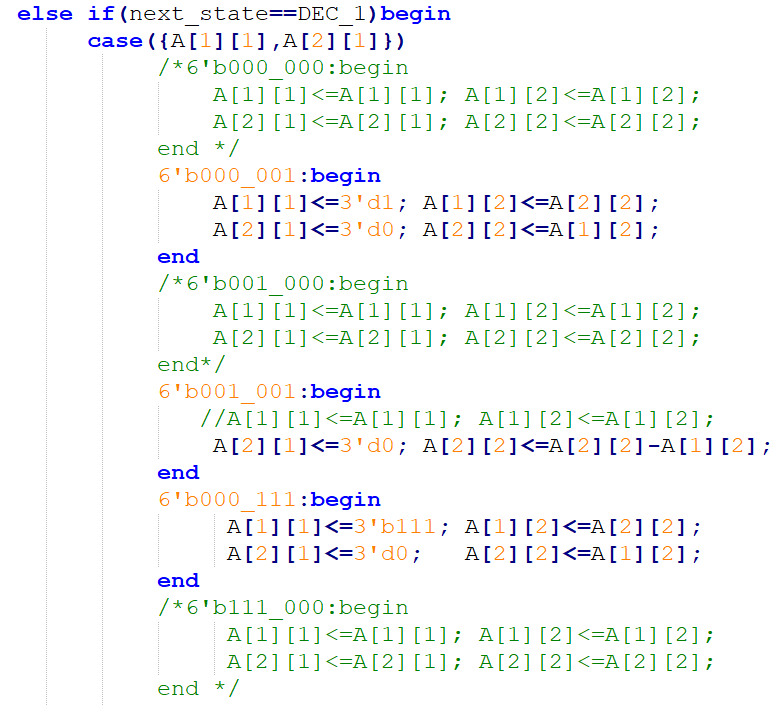 else if(next_state==DEC_1)begin
case({A[1][1],A[2][1]})
/*6'b000_000:begin
A[1][1]<=A[1][1]; A[1][2]<=A[1][2];
A[2][1]<=A[2][1]; A[2][2]<=A[2][2];
end */
6'b000_001:begin
A[1][1]<=3'd1; A[1][2]<=A[2][2];
A[2][1]<=3'd0; A[2][2]<=A[1][2];
end
/*6'b001_000:begin
A[1][1]<=A[1][1]; A[1][2]<=A[1][2];
A[2][1]<=A[2][1]; A[2][2]<=A[2][2];
end*/
6'b001_001:begin
//A[1][1]<=A[1][1]; A[1][2]<=A[1][2];
A[2][1]<=3'd0; A[2][2]<=A[2][2]-A[1][2];
end
6'b000_111:begin
A[1][1]<=3'b111; A[1][2]<=A[2][2];
A[2][1]<=3'd0;   A[2][2]<=A[1][2];
end
/*6'b111_000:begin
A[1][1]<=A[1][1]; A[1][2]<=A[1][2];
A[2][1]<=A[2][1]; A[2][2]<=A[2][2];
end */